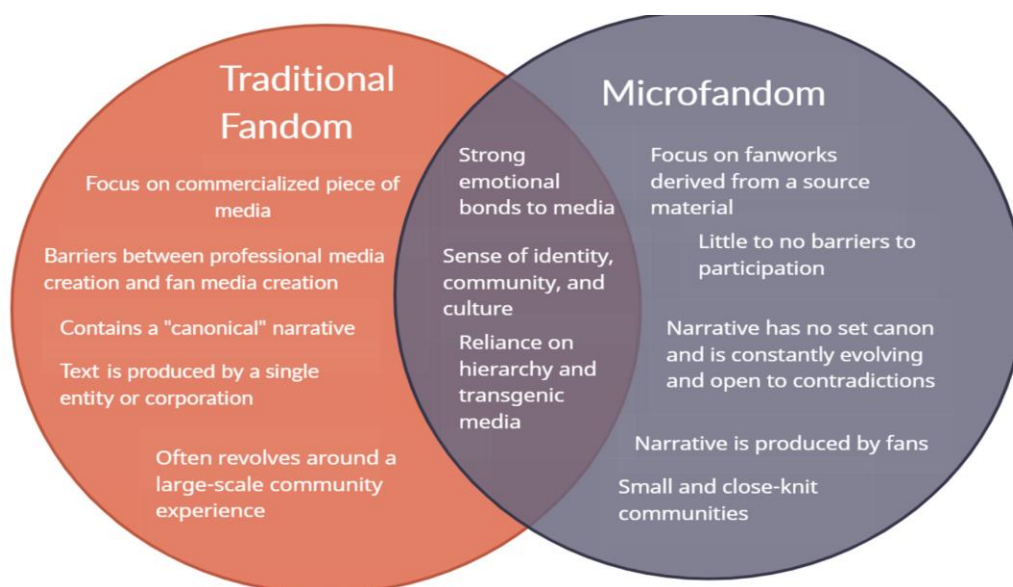 Traditional
Fandom
Focus on commercialized piece of
media
Barriers between professional media
creation and fan media creation
Contains a "canonical" narrative
Text is produced by a single
entity or corporation
Often revolves around a
large-scale community
experience
Strong
emotional
bonds to media
Sense of identity,
community, and
culture
Reliance on
hierarchy and
transgenic
media
Microfandom
Focus on fanworks
derived from a source
material
Little to no barriers to
participation
Narrative has no set canon
and is constantly evolving
and open to contradictions
Narrative is produced by fans
Small and close-knit
communities